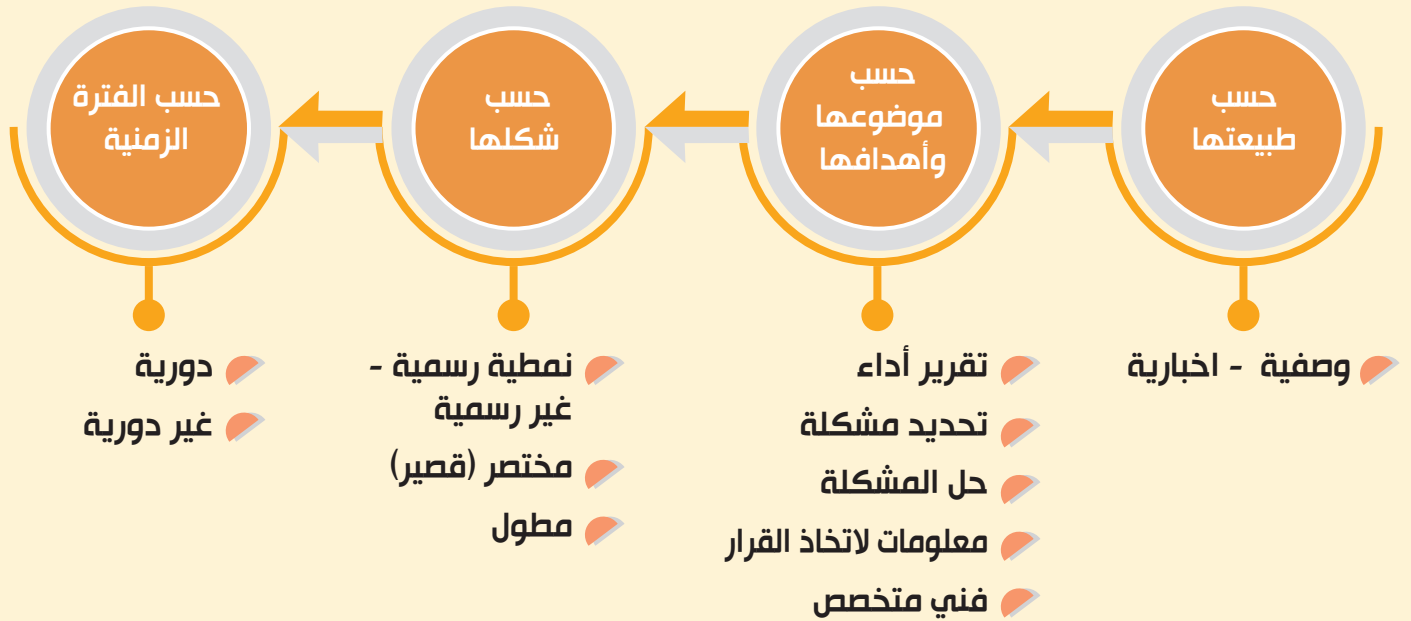 حسب
طبيعتها
وصفية - اخبارية
حسب
موضوعها
وأهدافها
تقرير أداء
تحديد مشكلة
حل المشكلة
معلومات لاتخاذ القرار
فني متخصص
حسب
شكلها
نمطية رسمية -
غير رسمية
مختصر (قصير)
مطول
حسب الفترة
الزمنية
دورية
غير دورية